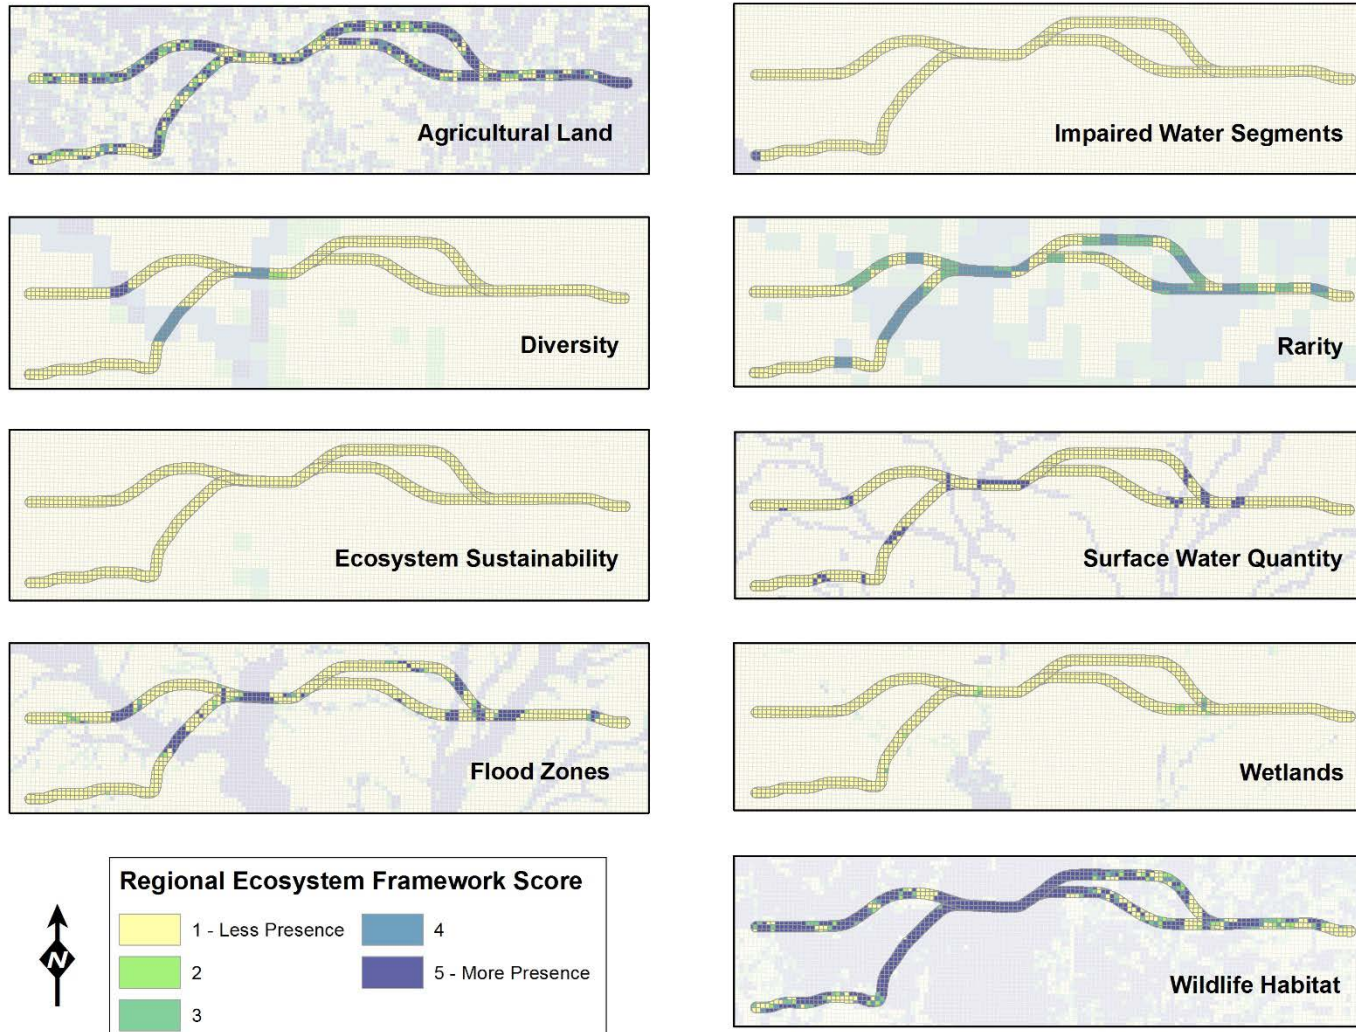 Agricultural Land
Impaired Water Segments
Diversity
Rarity
Ecosystem Sustainability
Surface Water Quantity
Flood Zones
Wetlands
Wildlife Habitat
Regional Ecosystem Framework Score
1 - Less Presence
2
3
4
5 - More Presence
N